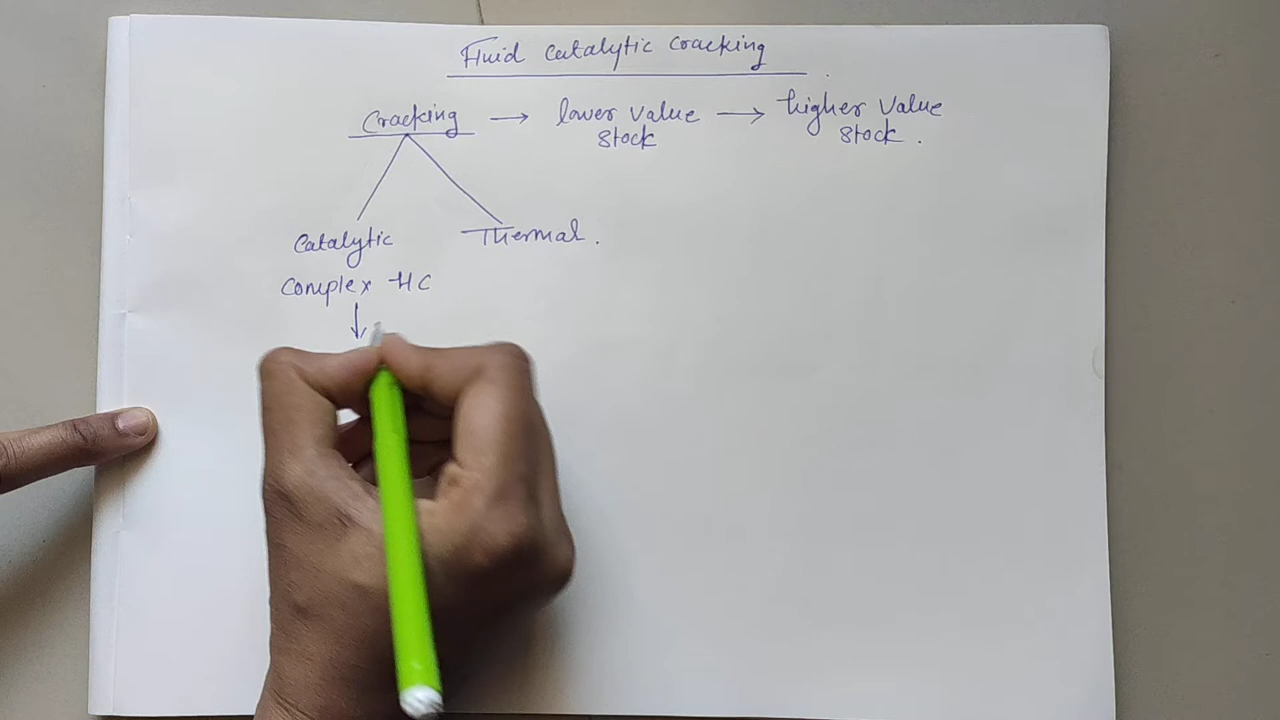 Fluid Catalytic Cracking
Cracking → lower value stock → higher value stock.
Catalytic
Thermal.
Complex HC
↓